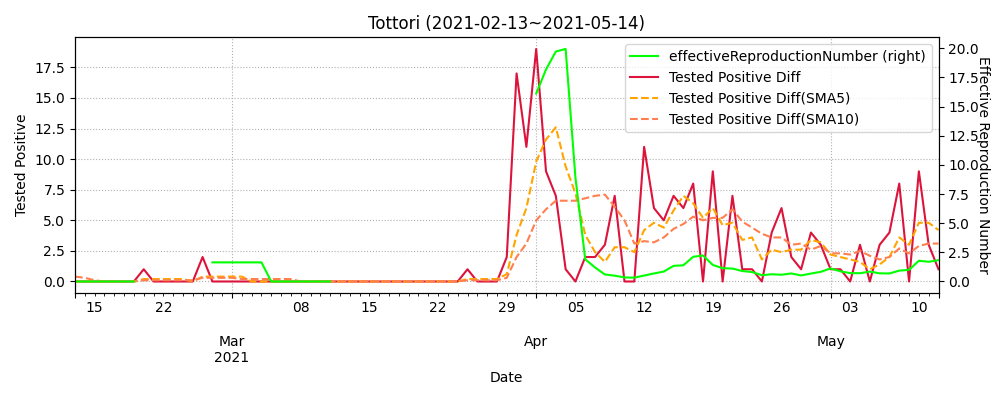 Tottori (2021-02-13~2021-05-14)
effectiveReproductionNumber (right)
Tested Positive Diff
Tested Positive Diff(SMA5)
Tested Positive Diff(SMA10)
Tested Positive
17.5
15.0
12.5
10.0
7.5
5.0
2.5
0.0
20.0
17.5
15.0
12.5
10.0
7.5
5.0
2.5
0.0
Effective Reproduction Number
15 22 08 15 22 29 05 12 19 26 03 10
Mar Apr May
2021
Date